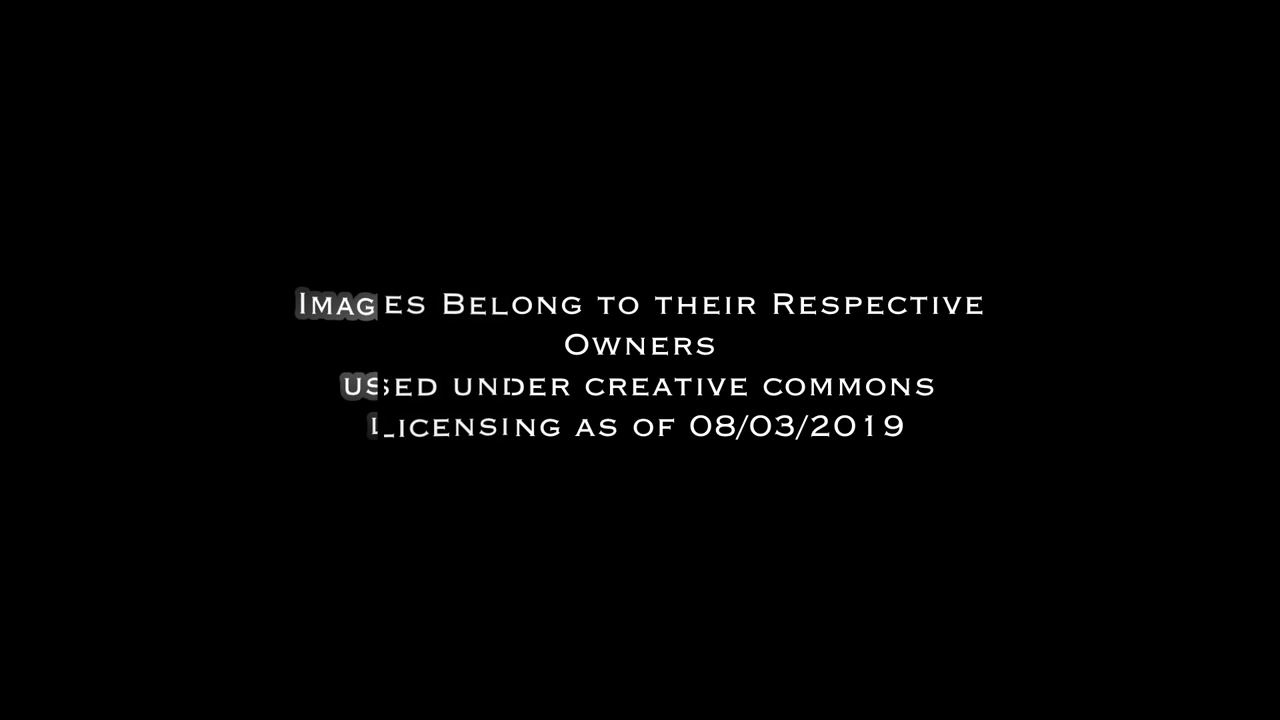 Images Belong to their Respective
Owners
used under creative commons
Licensing as of 08/03/2019